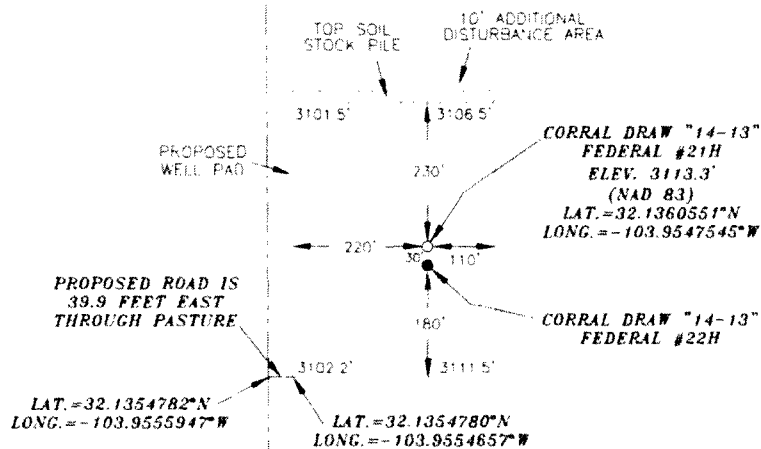 TOP SOIL
STOCK PILE
10' ADDITIONAL
DISTURBANCE AREA
3101.5'
3106.5'
PROPOSED
WELL PAD
230'
CORRAL DRAW "14-13"
FEDERAL #21H
ELEV. 3113.3'
(NAD 83)
LAT.=32.1360551°N
LONG.=-103.9547545°W
220'
30'
110'
PROPOSED ROAD IS
39.9 FEET EAST
THROUGH PASTURE
180'
CORRAL DRAW "14-13"
FEDERAL #22H
3102.2'
3111.5'
LAT.=32.1354782°N
LONG.=-103.9555947°W
LAT.=32.1354780°N
LONG.=-103.9554657°W